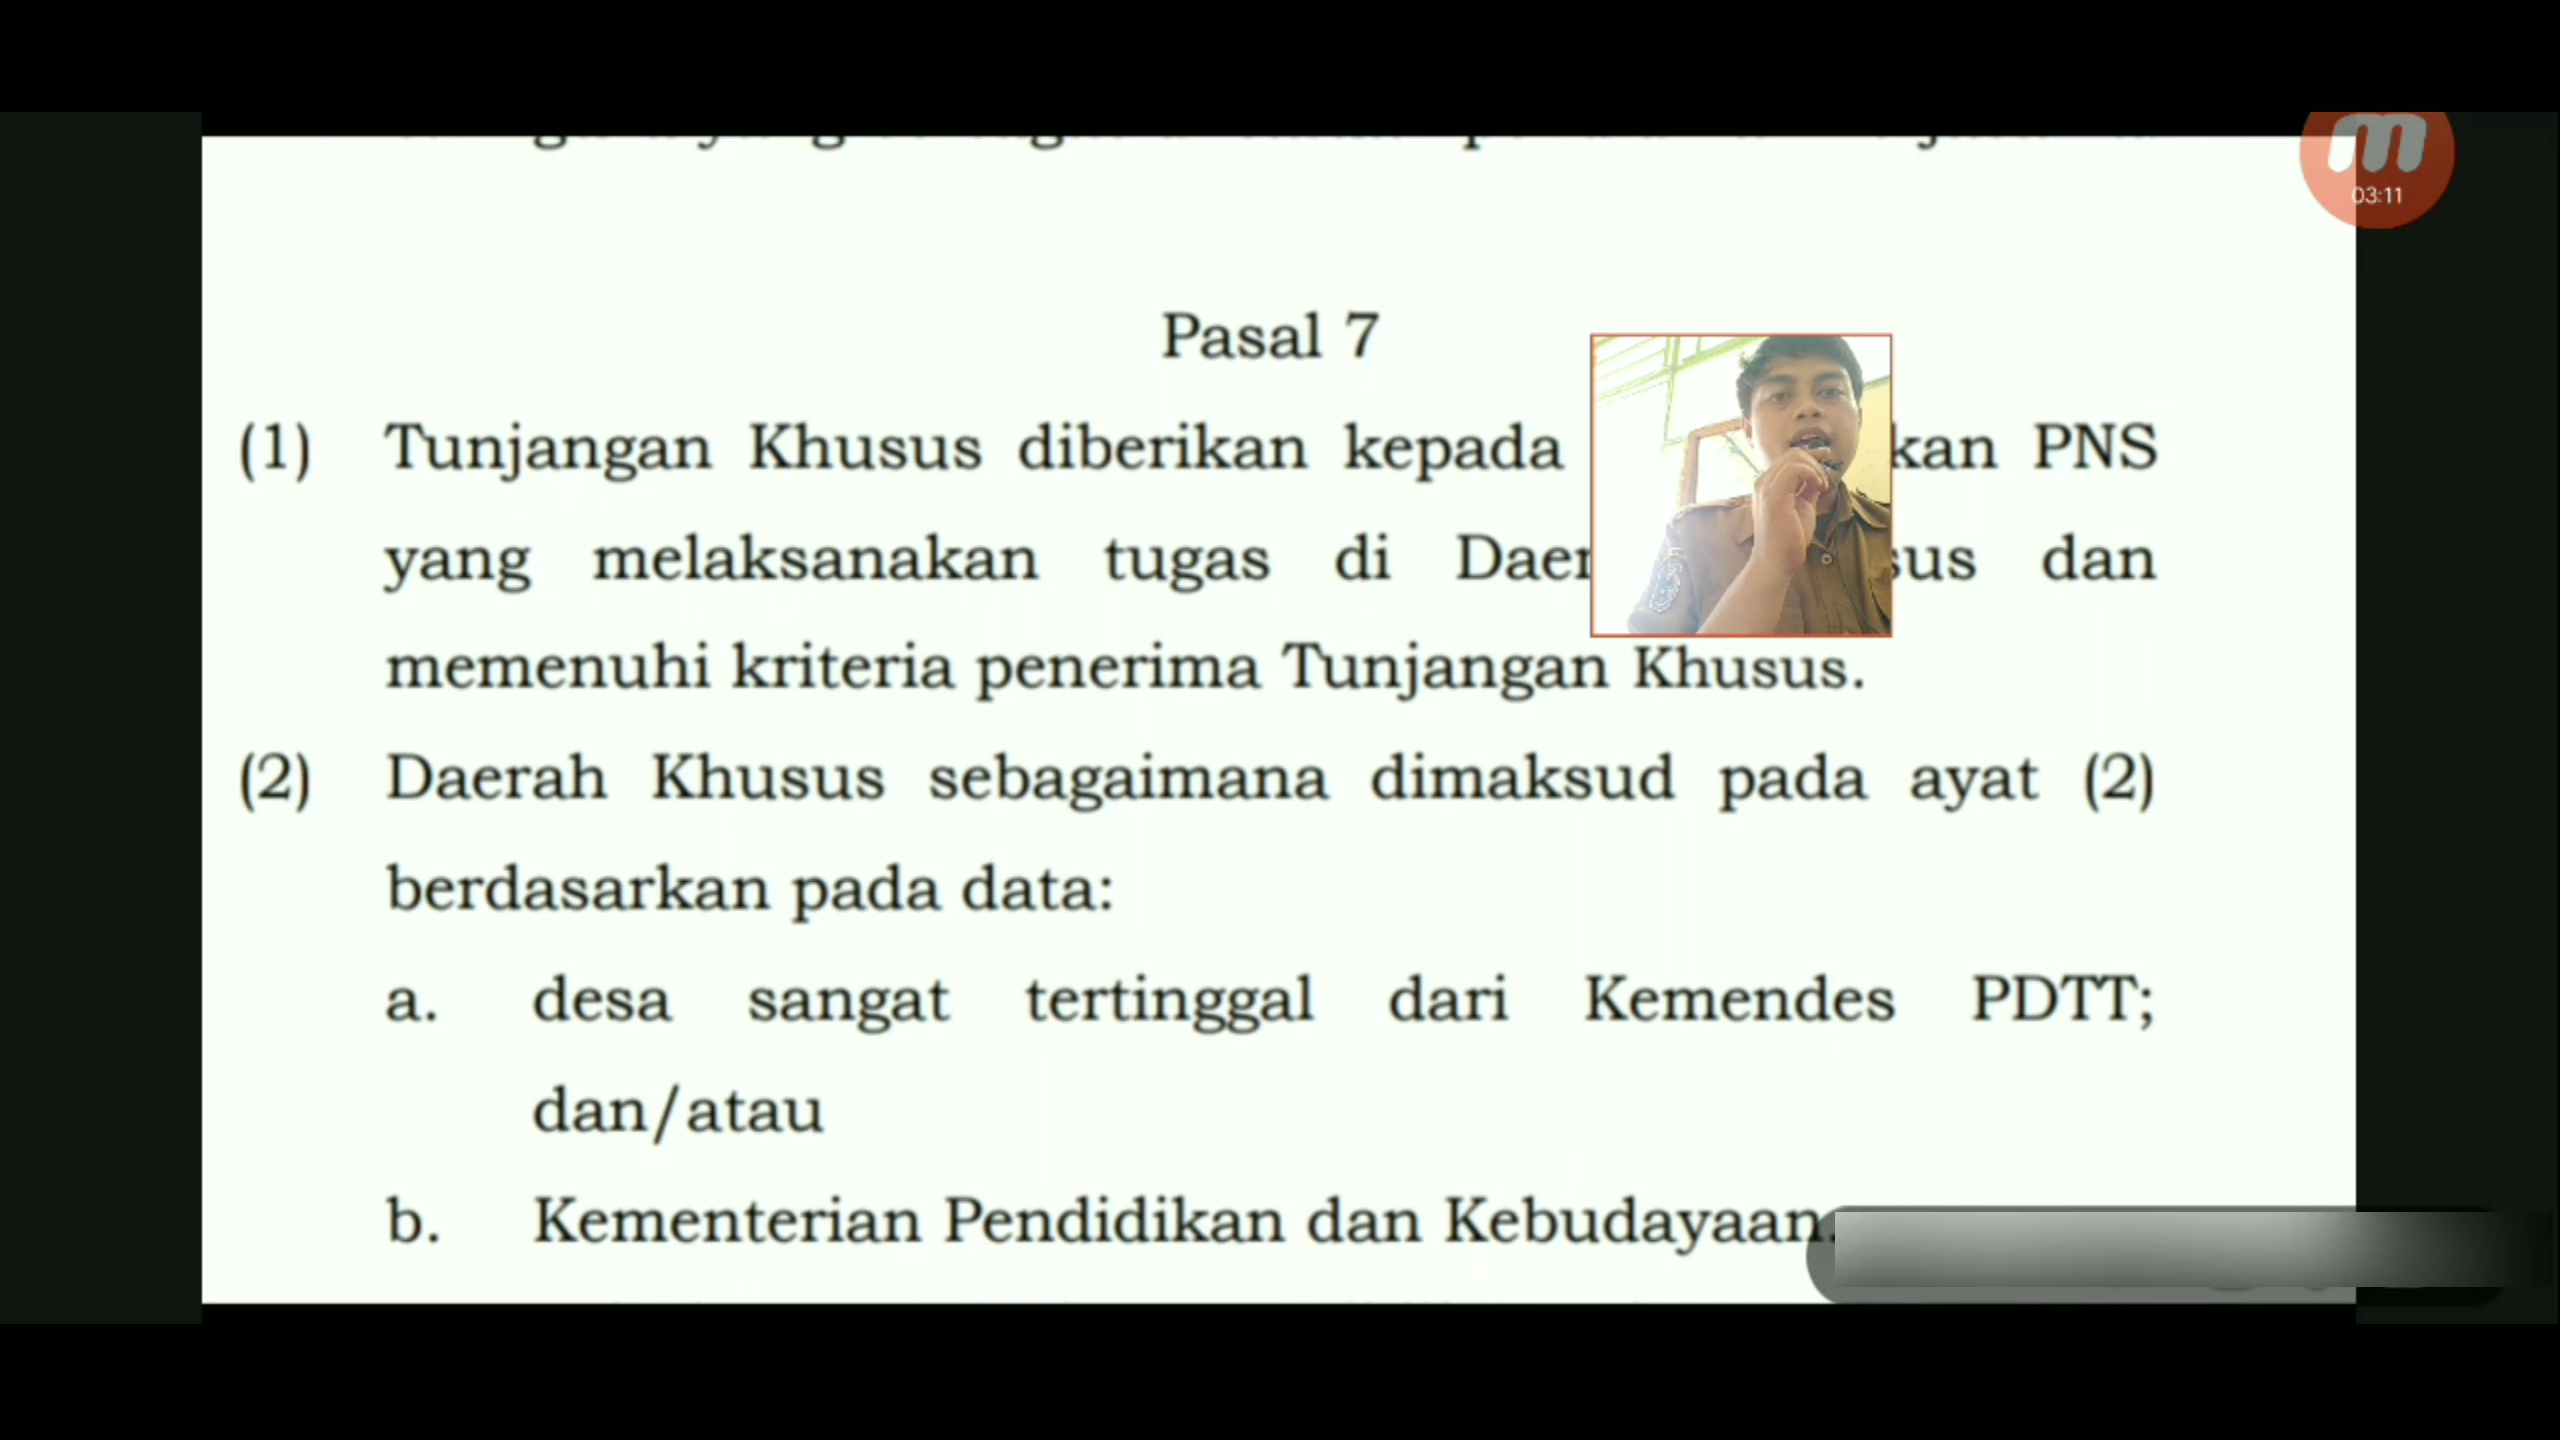 m
03:11
Pasal 7
(1) Tunjangan Khusus diberikan kepada kan PNS
yang melaksanakan tugas di Daer sus dan
memenuhi kriteria penerima Tunjangan Khusus.
(2) Daerah Khusus sebagaimana dimaksud pada ayat (2)
berdasarkan pada data:
a. desa sangat tertinggal dari Kemendes PDTT;
dan/atau
b. Kementerian Pendidikan dan Kebudayaan.